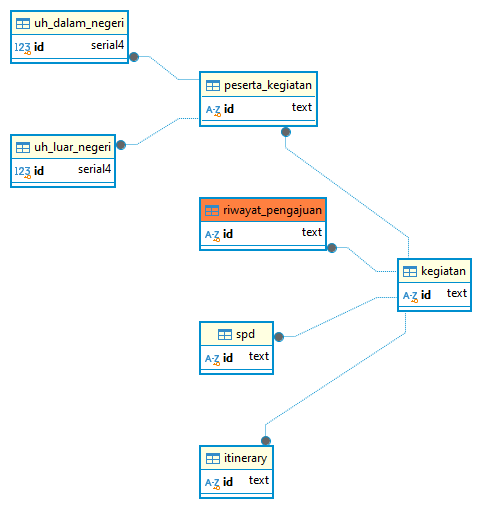 uh_dalam_negeri
123 id serial4
peserta_kegiatan
A-Z id text
uh_luar_negeri
123 id serial4
riwayat_pengajuan
A-Z id text
kegiatan
A-Z id text
spd
A-Z id text
itinerary
A-Z id text